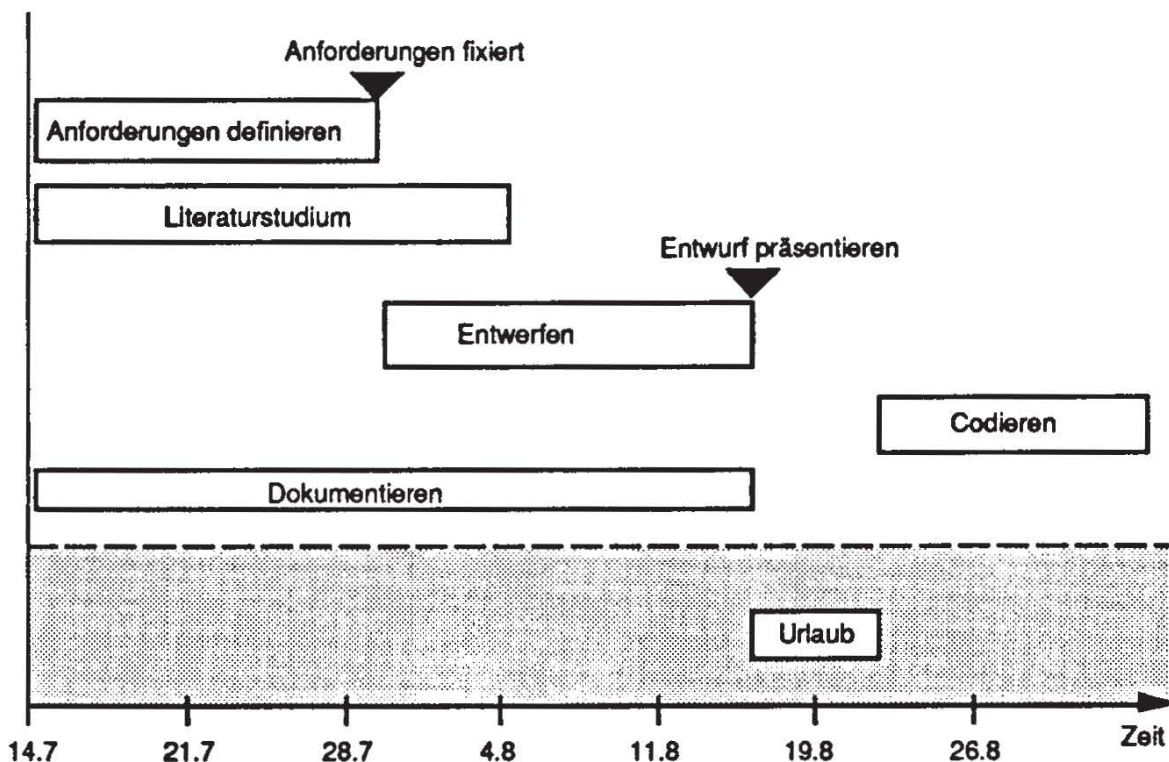 Anforderungen fixiert
Anforderungen definieren
Literaturstudium
Entwurf präsentieren
Entwerfen
Codieren
Dokumentieren
Urlaub
14.7 21.7 28.7 4.8 11.8 19.8 26.8 Zeit